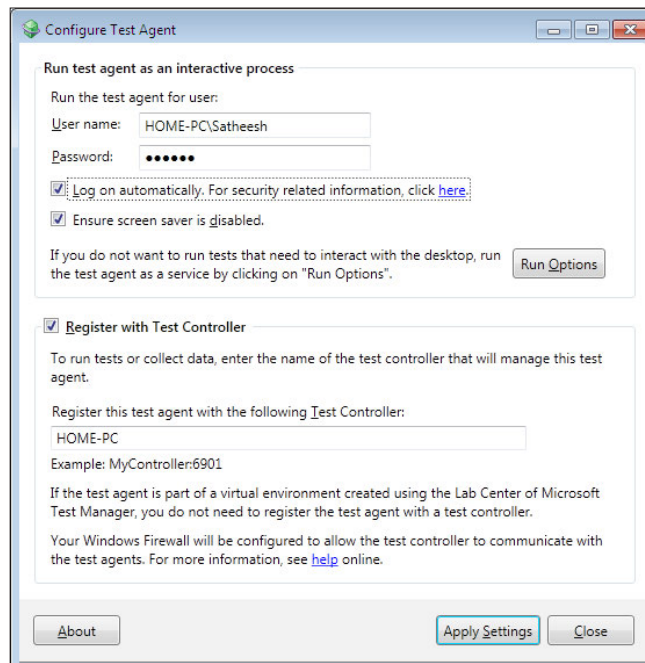 Configure Test Agent
Run test agent as an interactive process
Run the test agent for user:
User name: HOME-PC\Satheesh
Password: ••••••
Log on automatically. For security related information, click here.
Ensure screen saver is disabled.
If you do not want to run tests that need to interact with the desktop, run
the test agent as a service by clicking on "Run Options".
Run Options
Register with Test Controller
To run tests or collect data, enter the name of the test controller that will manage this test
agent.
Register this test agent with the following Test Controller:
HOME-PC
Example: MyController:6901
If the test agent is part of a virtual environment created using the Lab Center of Microsoft
Test Manager, you do not need to register the test agent with a test controller.
Your Windows Firewall will be configured to allow the test controller to communicate with
the test agents. For more information, see help online.
About
Apply Settings
Close